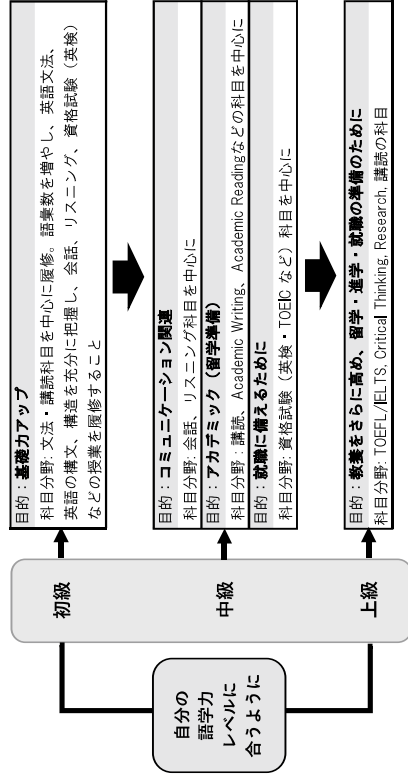 自分の
語学力
レベルに
合うように
初級
目的：基礎力アップ
科目分野: 文法・講読科目を中心に履修。語彙数を増やし、英語文法、
英語の構文、構造を充分に把握し、会話、リスニング、資格試験（英検）
などの授業を履修すること
中級
目的：コミュニケーション関連
科目分野: 会話、リスニング科目を中心に
目的：アカデミック（留学準備）
科目分野：講読、Academic Writing、Academic Readingなどの科目を中心に
目的：就職に備えるために
科目分野: 資格試験（英検・TOEIC など）科目を中心に
上級
目的：教養をさらに高め、留学・進学・就職の準備のために
科目分野: TOEFL/IELTS, Critical Thinking, Research, 講読の科目